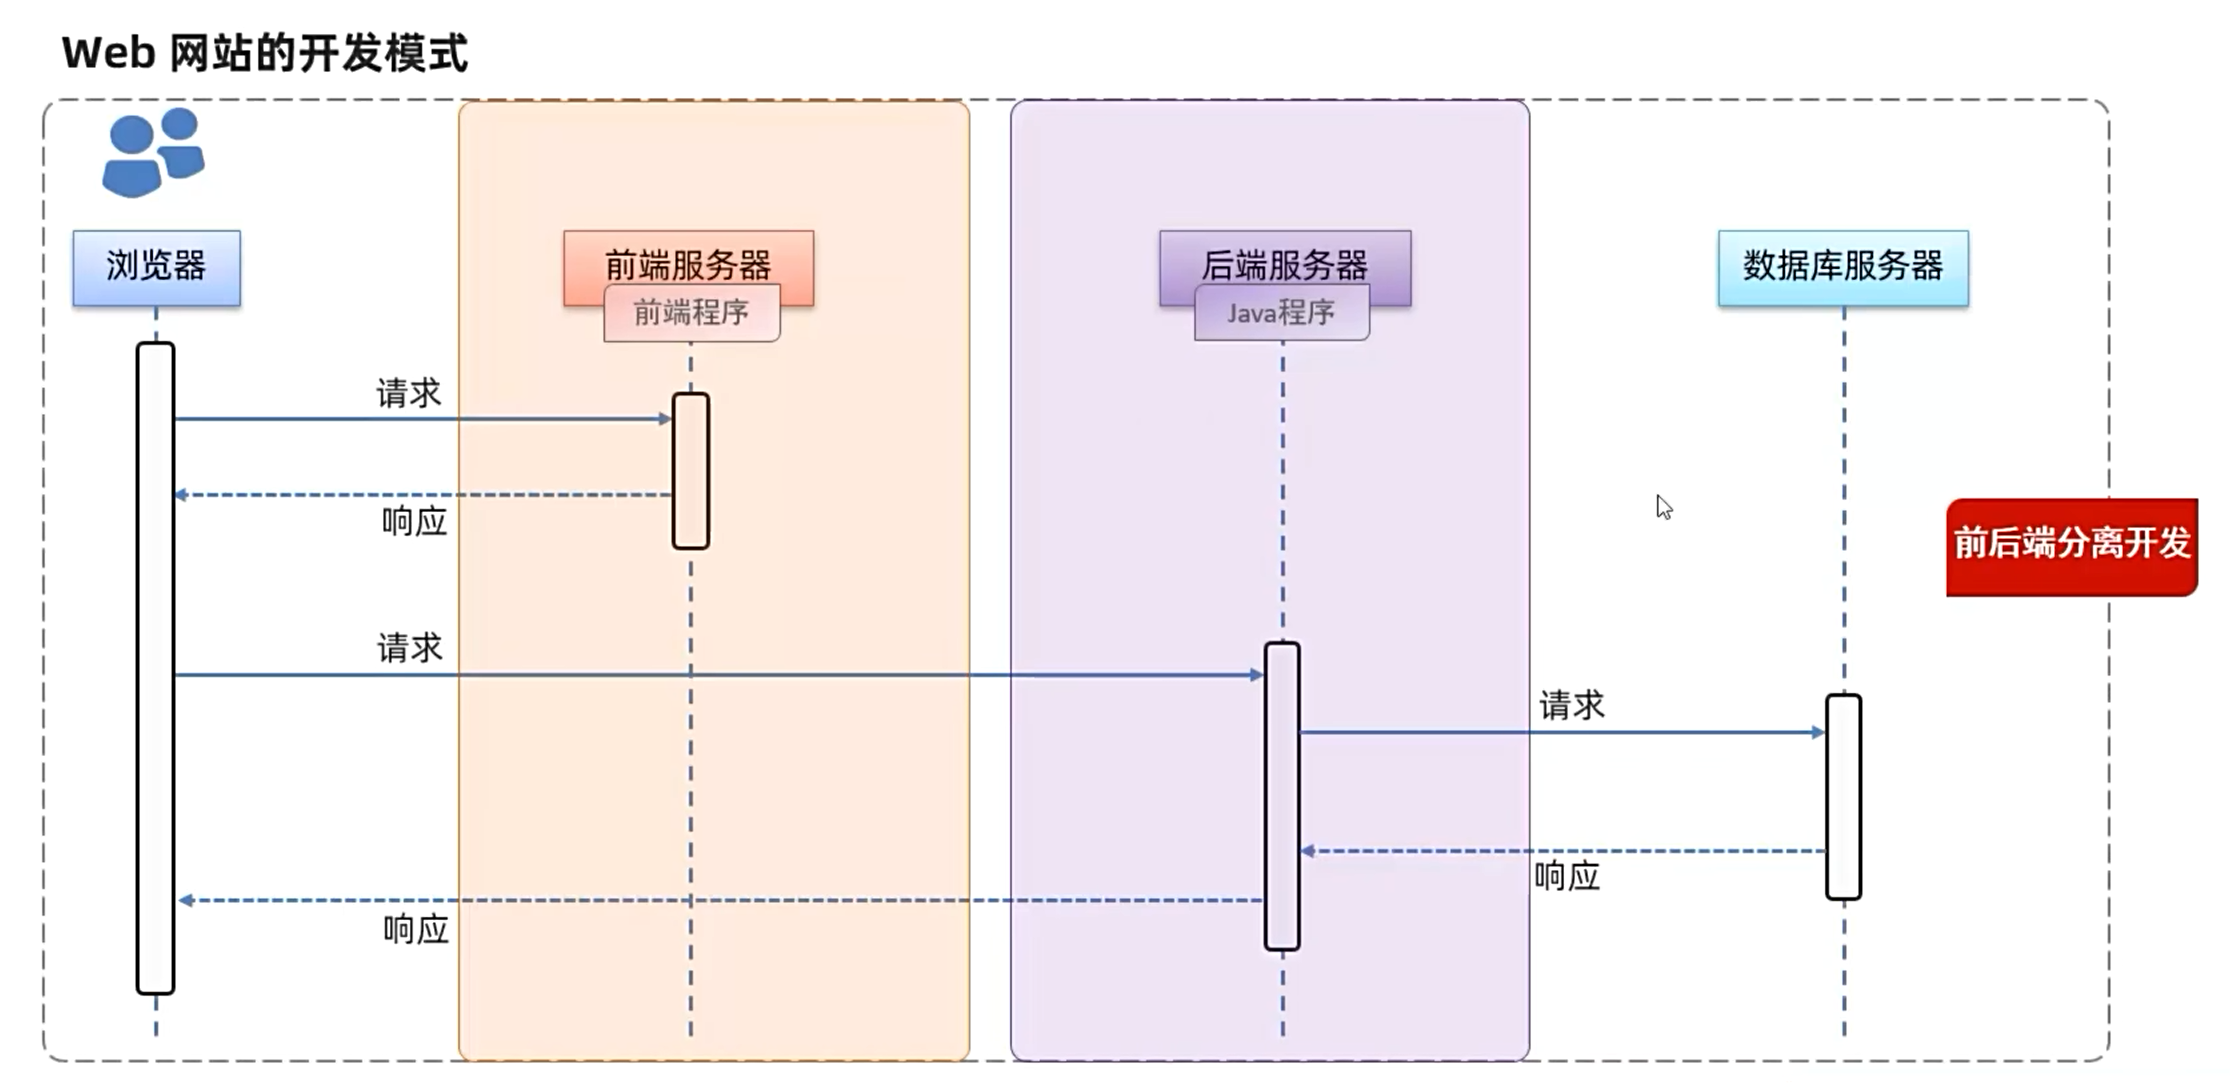 Web 网站的开发模式
浏览器
前端服务器
前端程序
后端服务器
Java程序
数据库服务器
请求
响应
前后端分离开发
请求
请求
响应
响应